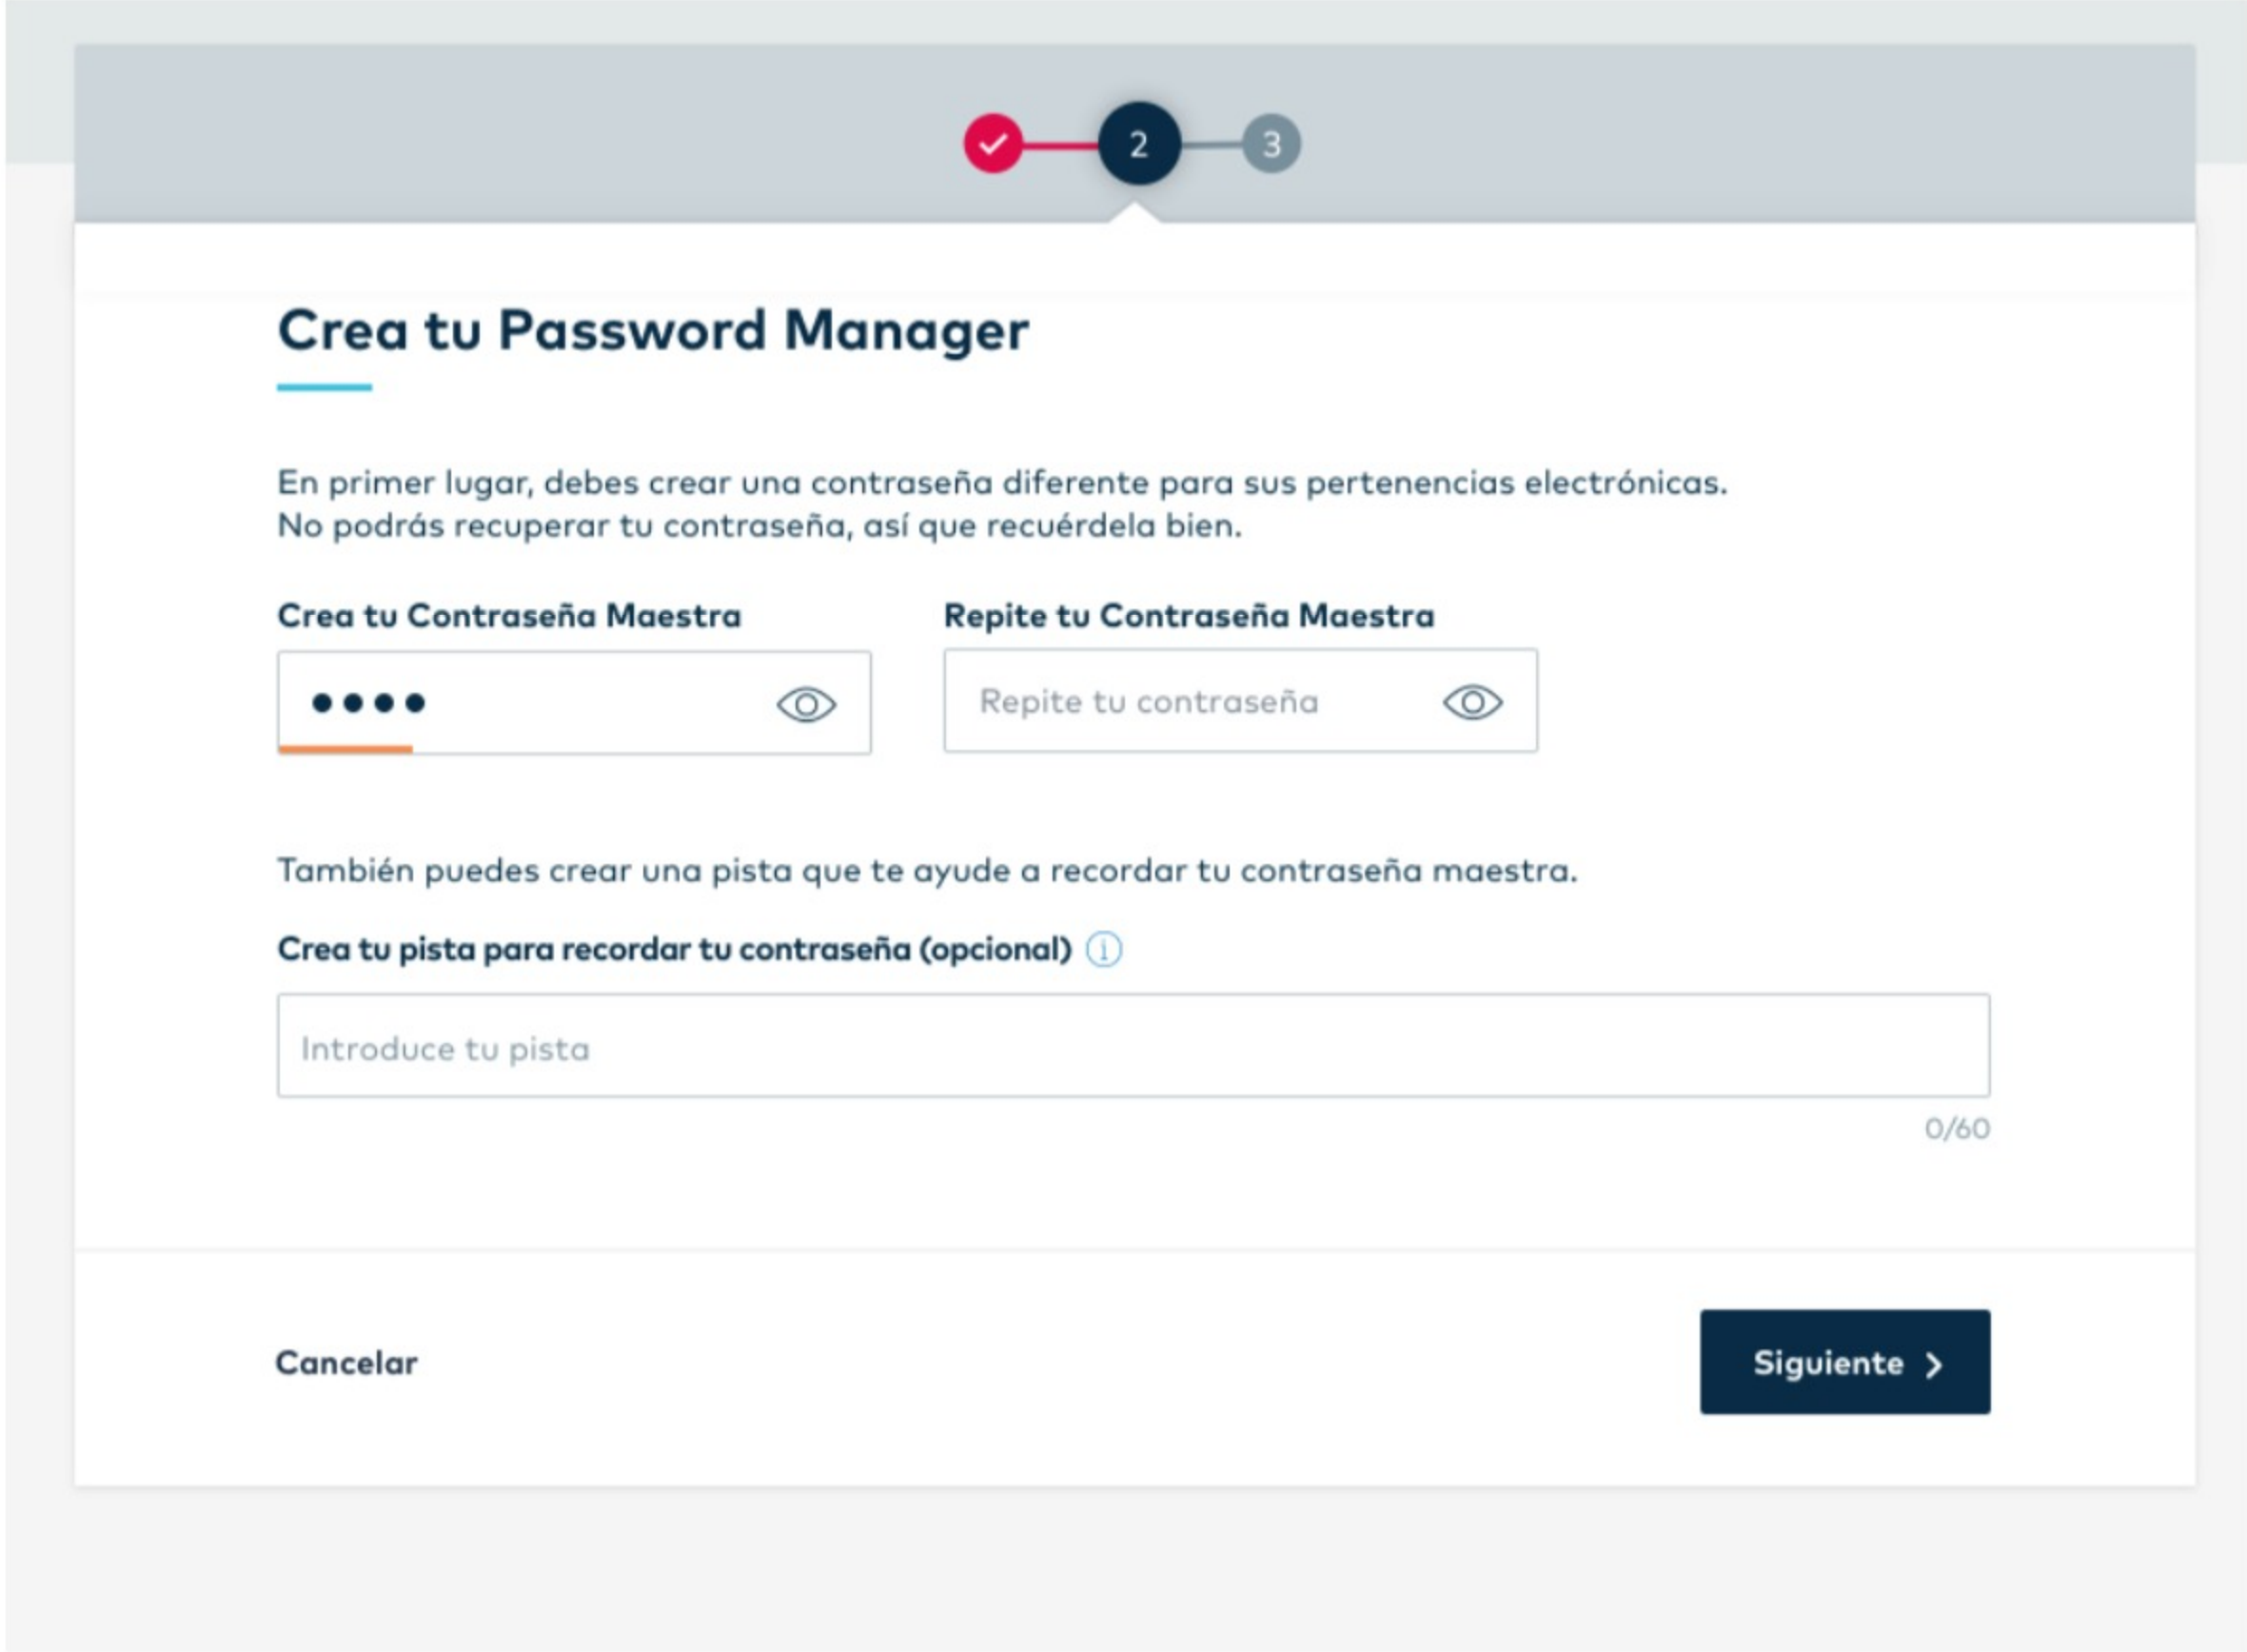 2
3
Crea tu Password Manager
En primer lugar, debes crear una contraseña diferente para sus pertenencias electrónicas.
No podrás recuperar tu contraseña, así que recuérdela bien.
Crea tu Contraseña Maestra
Repite tu Contraseña Maestra
••••
Repite tu contraseña
También puedes crear una pista que te ayude a recordar tu contraseña maestra.
Crea tu pista para recordar tu contraseña (opcional) i
Introduce tu pista
0/60
Cancelar
Siguiente >